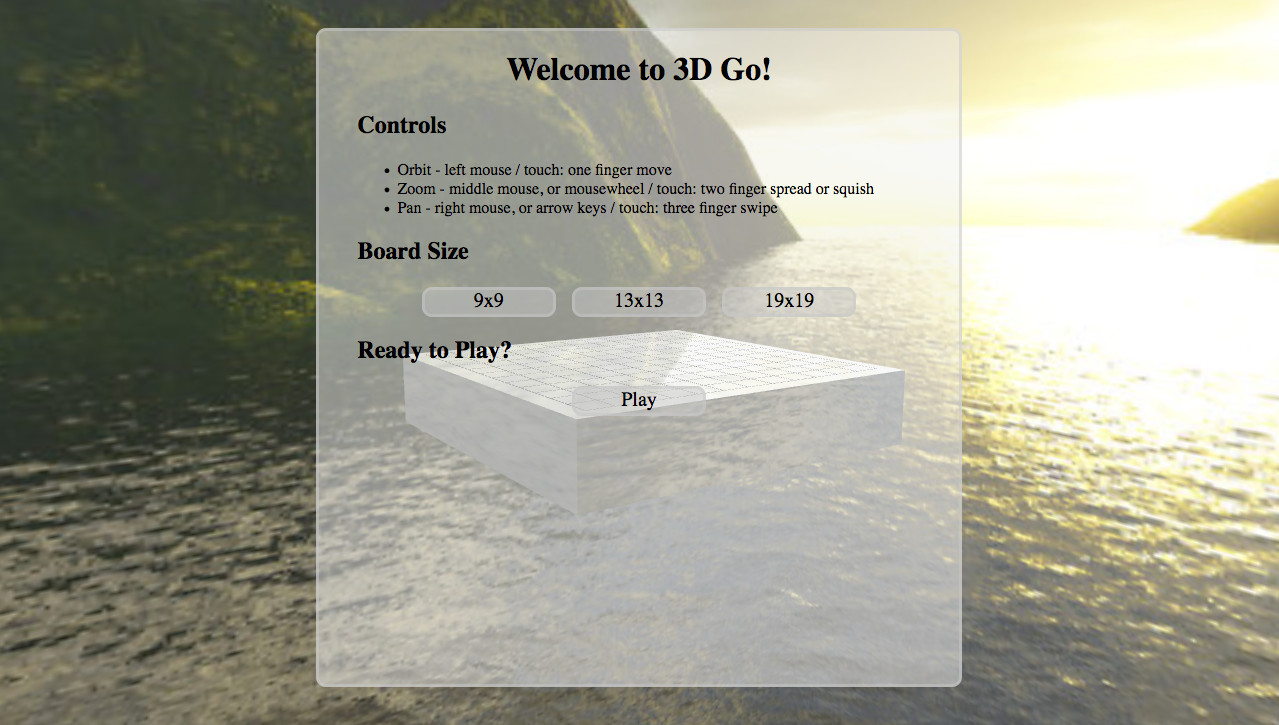 Welcome to 3D Go!
Controls
• Orbit - left mouse / touch: one finger move
• Zoom - middle mouse, or mousewheel / touch: two finger spread or squish
• Pan - right mouse, or arrow keys / touch: three finger swipe
Board Size
9x9 13x13 19x19
Ready to Play?
Play